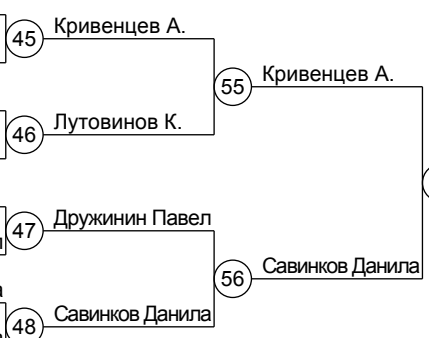 45 Кривенцев А.
55 Кривенцев А.
46 Лутовинов К.
47 Дружинин Павел
56 Савинков Данила
48 Савинков Данила